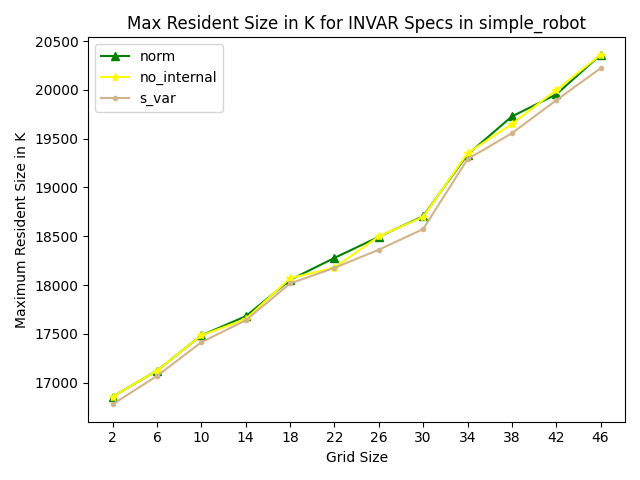 Max Resident Size in K for INVAR Specs in simple_robot
norm
no_internal
s_var
Maximum Resident Size in K
20500
20000
19500
19000
18500
18000
17500
17000
2 6 10 14 18 22 26 30 34 38 42 46
Grid Size